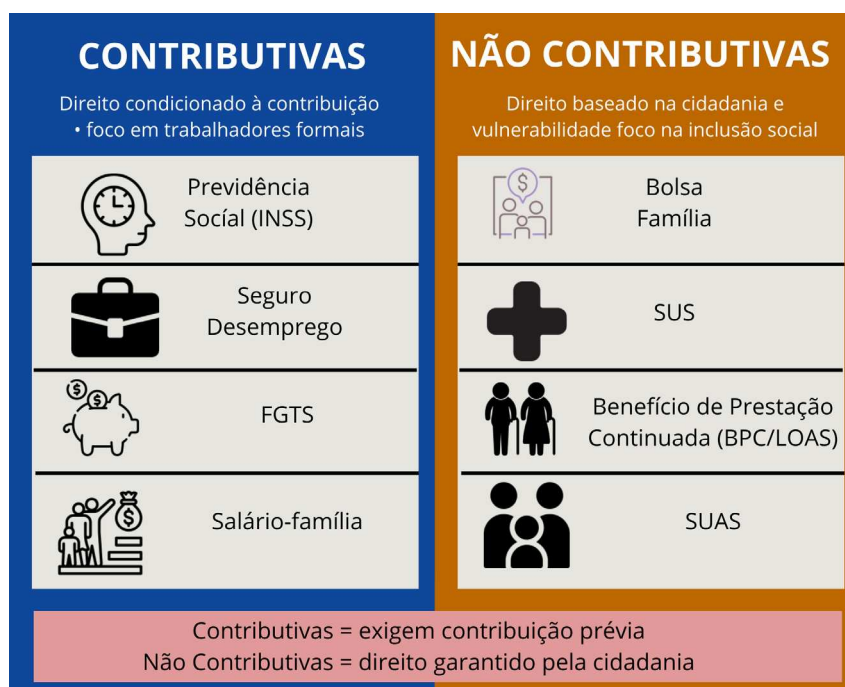 CONTRIBUTIVAS
Direito condicionado à contribuição
• foco em trabalhadores formais
Previdência
Socíal (INSS)
Seguro
Desemprego
FGTS
Salário-família
NÃO CONTRIBUTIVAS
Direito baseado na cidadania e
vulnerabilidade foco na inclusão social
Bolsa
Família
SUS
Benefício de Prestação
Continuada (BPC/LOAS)
SUAS
Contributivas = exigem contribuição prévia
Não Contributivas = direito garantido pela cidadania